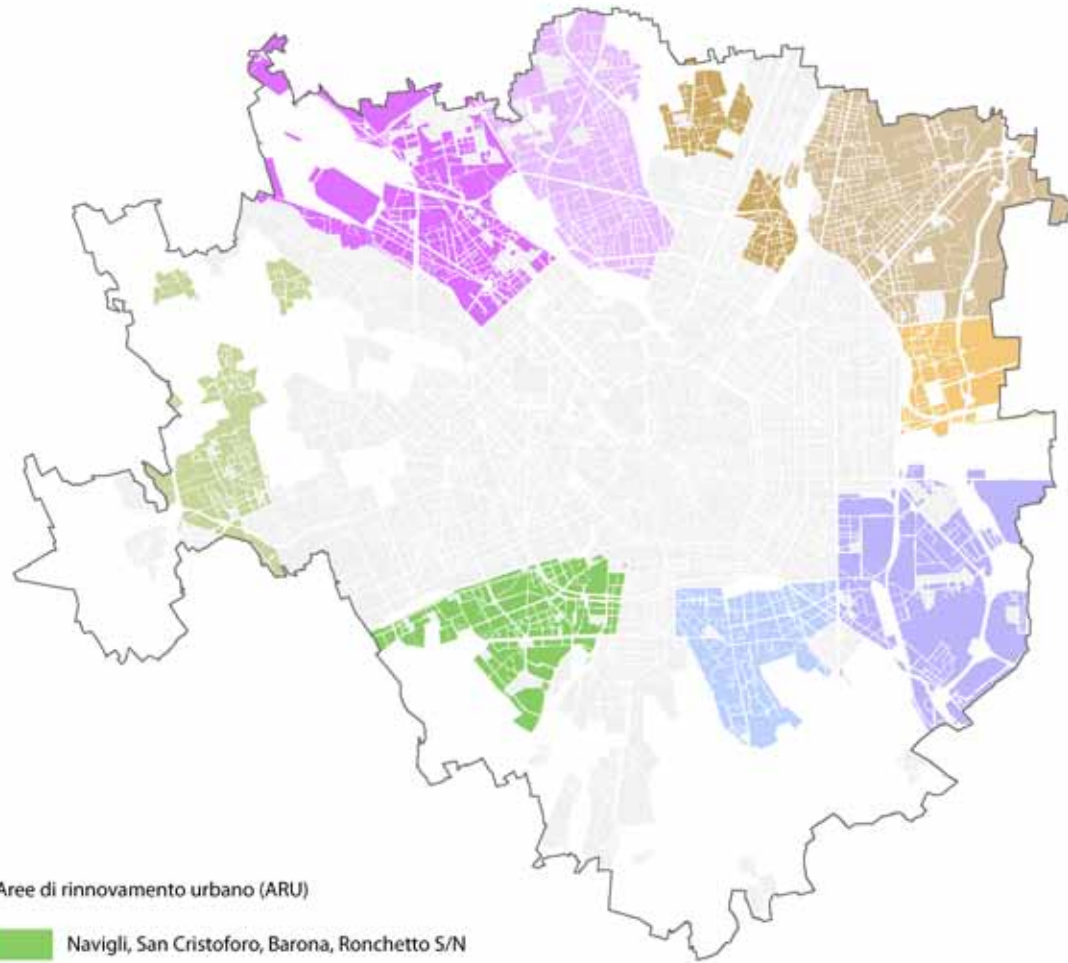 Aree di rinnovamento urbano (ARU)
Navigli, San Cristoforo, Barona, Ronchetto S/N